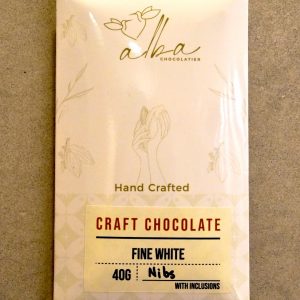 alba
CHOCOLATIER
Hand Crafted
CRAFT CHOCOLATE
FINE WHITE
40G Nibs
WITH INCLUSIONS